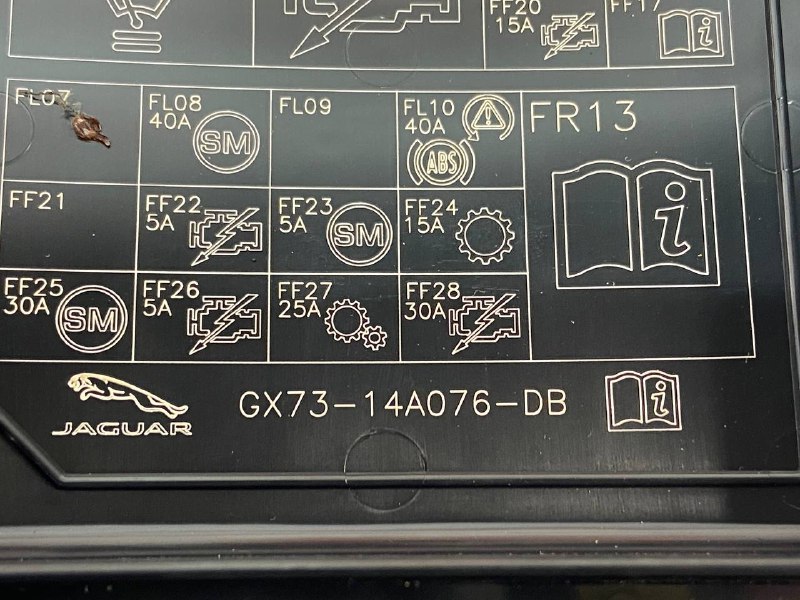 FF20
15A
FF17
FL07
FL08
40A
SM
FL09
FL10
40A
ABS
FR13
FF21
FF22
5A
FF23
5A
SM
FF24
15A
FF25
30A
SM
FF26
5A
FF27
25A
FF28
30A
JAGUAR
GX73-14A076-DB